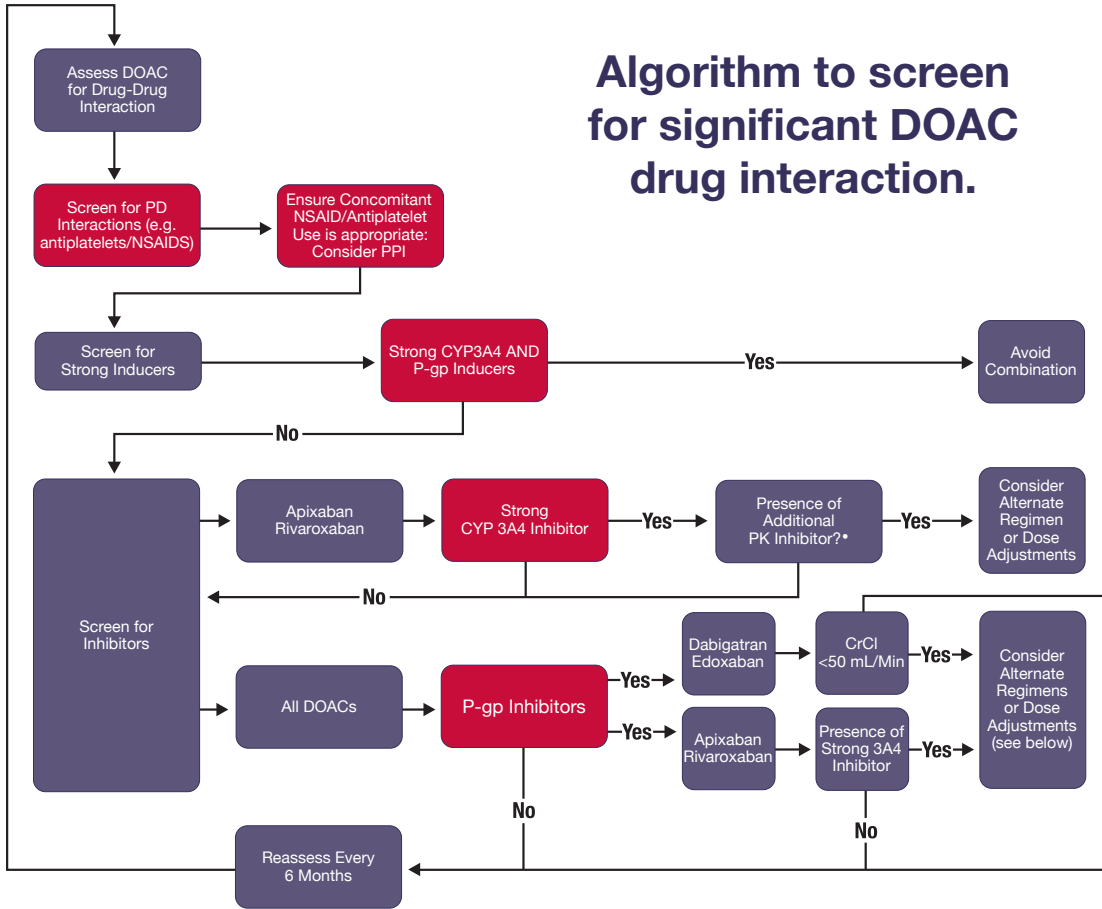 Algorithm to screen
for significant DOAC
drug interaction.
Assess DOAC
for Drug-Drug
Interaction
Screen for PD
Interactions (e.g.
antiplatelets/NSAIDS)
Ensure Concomitant
NSAID/Antiplatelet
Use is appropriate:
Consider PPI
Screen for
Strong Inducers
Strong CYP3A4 AND
P-gp Inducers
Yes
Avoid
Combination
No
Screen for
Inhibitors
Apixaban
Rivaroxaban
Strong
CYP 3A4 Inhibitor
Yes
Presence of
Additional
PK Inhibitor?•
Yes
Consider
Alternate
Regimen
or Dose
Adjustments
No
All DOACs
P-gp Inhibitors
Yes
Dabigatran
Edoxaban
CrCl
<50 mL/Min
Yes
Consider
Alternate
Regimens
or Dose
Adjustments
(see below)
Yes
Apixaban
Rivaroxaban
Presence of
Strong 3A4
Inhibitor
Yes
No
No
Reassess Every
6 Months